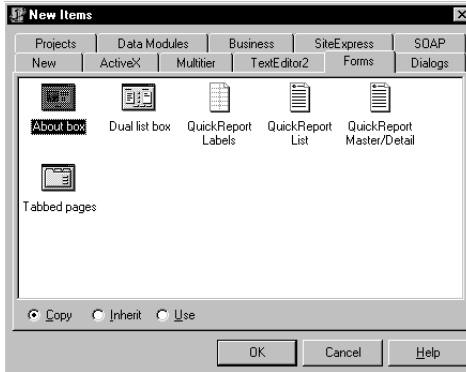 New Items
Projects Data Modules Business SiteExpress SOAP
New ActiveX Multitier TextEditor2 Forms Dialogs
About box Dual list box QuickReport QuickReport QuickReport
Labels List Master/Detail
Tabbed pages
Copy Inherit Use
OK Cancel Help